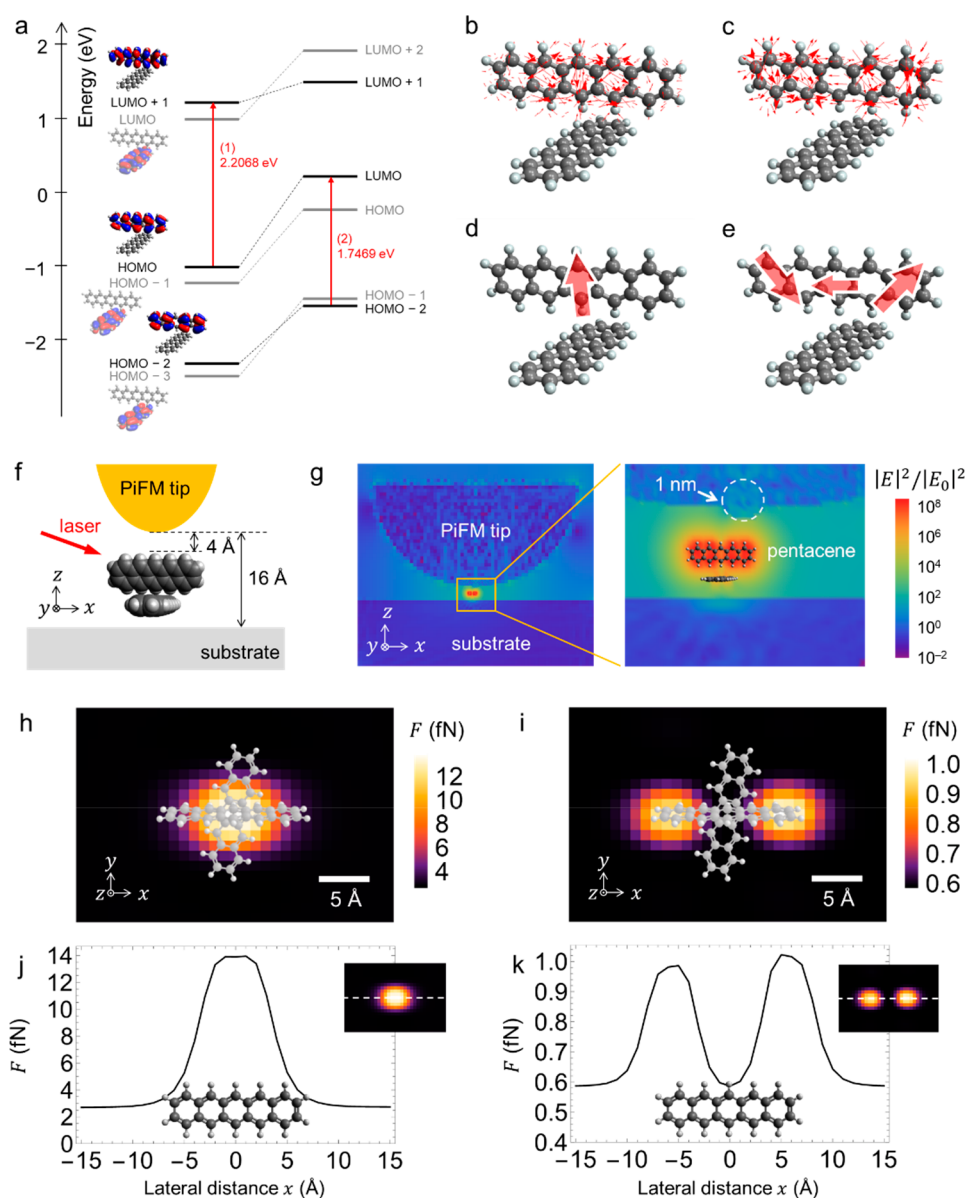 a
Energy (eV)
2
1
0
−1
−2
LUMO + 1
LUMO
HOMO
HOMO − 1
HOMO − 2
HOMO − 3
(1)
2.2068 eV
LUMO + 2
LUMO + 1
LUMO
HOMO
(2)
1.7469 eV
HOMO − 1
HOMO − 2
b
c
d
e
f
PiFM tip
laser
4 Å
16 Å
z
y x
substrate
g
PiFM tip
z
y x
substrate
1 nm
pentacene
|E|²/|E₀|²
10⁸
10⁶
10⁴
10²
10⁰
10⁻²
h
F (fN)
12
10
8
6
4
y
z x
5 Å
i
F (fN)
1.0
0.9
0.8
0.7
0.6
y
z x
5 Å
j
F (fN)
14
12
10
8
6
4
2
0
−15 −10 −5 0 5 10 15
Lateral distance x (Å)
k
F (fN)
1.0
0.9
0.8
0.7
0.6
0.5
0.4
−15 −10 −5 0 5 10 15
Lateral distance x (Å)